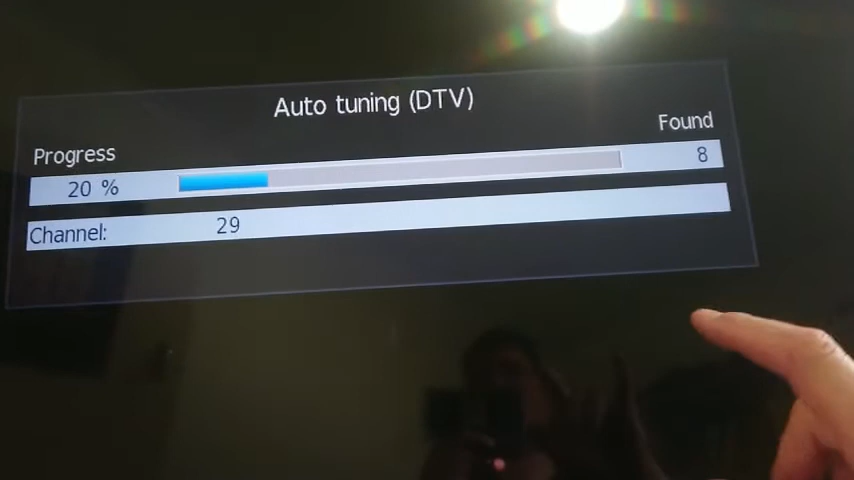 Auto tuning (DTV)
Progress
Found
20 %
8
Channel:
29